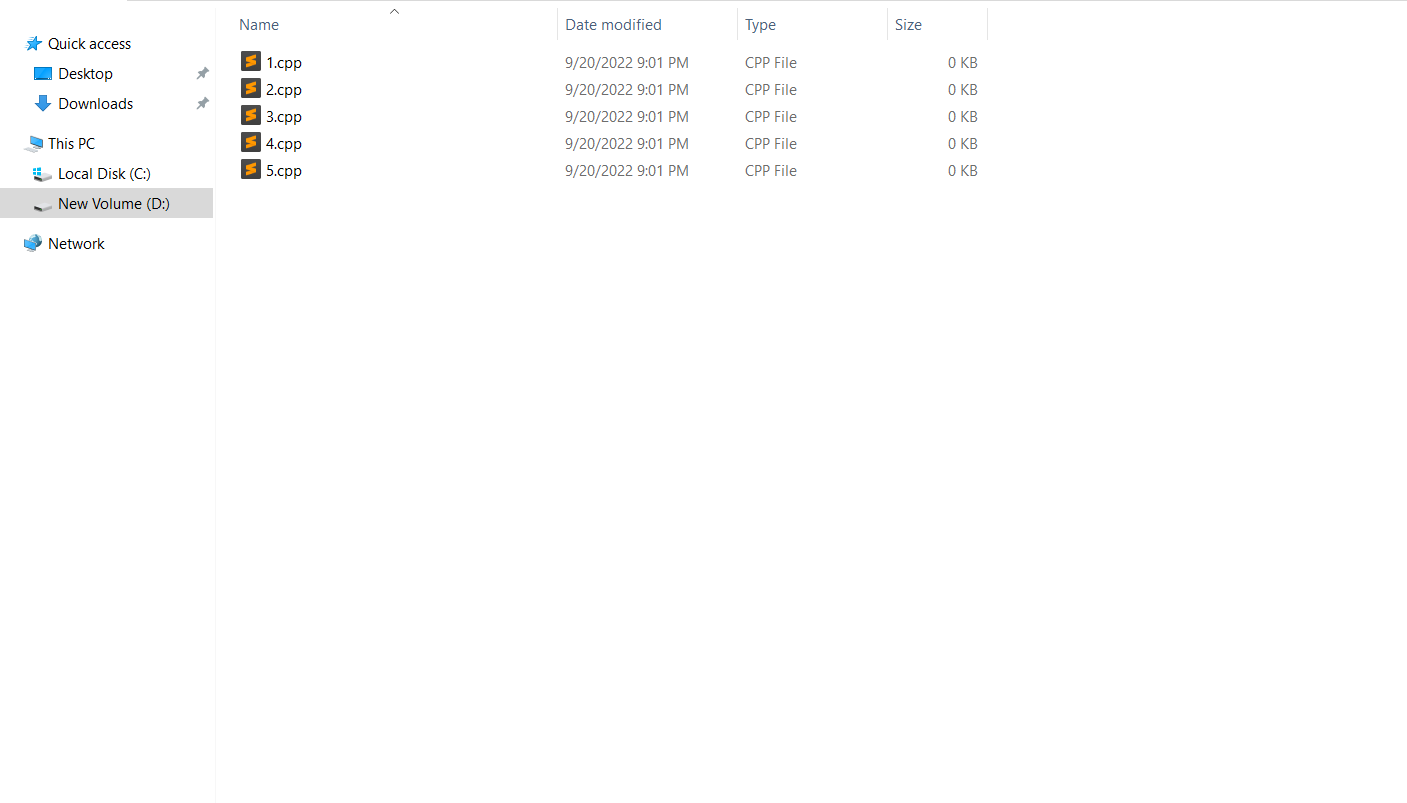 Name Date modified Type Size
Quick access
Desktop
Downloads
This PC
Local Disk (C:)
New Volume (D:)
Network
1.cpp 9/20/2022 9:01 PM CPP File 0 KB
2.cpp 9/20/2022 9:01 PM CPP File 0 KB
3.cpp 9/20/2022 9:01 PM CPP File 0 KB
4.cpp 9/20/2022 9:01 PM CPP File 0 KB
5.cpp 9/20/2022 9:01 PM CPP File 0 KB